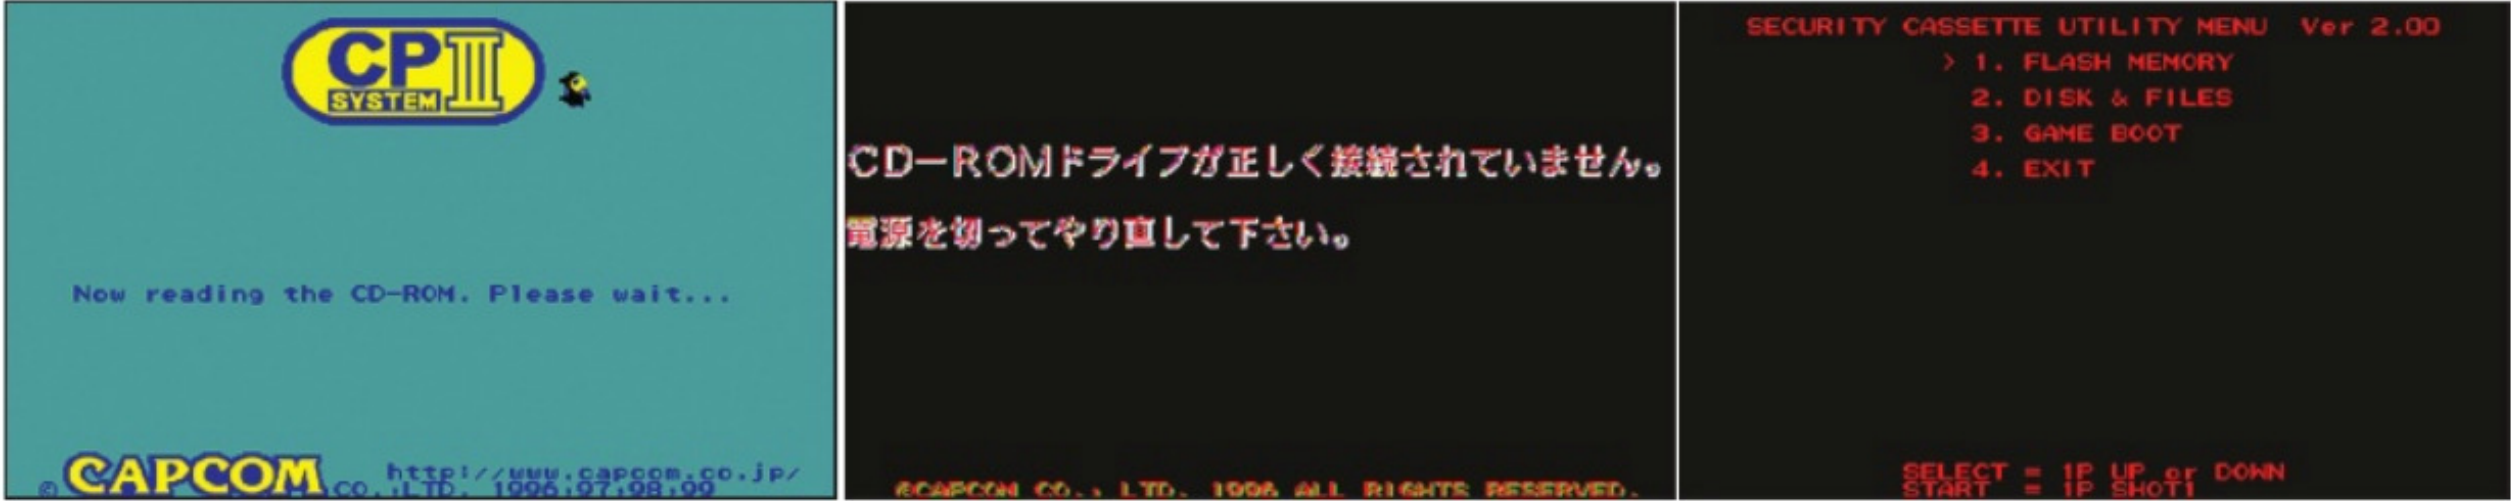 CP
SYSTEM III
Now reading the CD-ROM. Please wait...
© CAPCOM CO.,LTD. 1996,97,98,99
http://www.capcom.co.jp/
CD-ROMドライブが正しく接続されていません。
電源を切ってやり直して下さい。
©CAPCOM CO., LTD. 1996 ALL RIGHTS RESERVED.
SECURITY CASSETTE UTILITY MENU Ver 2.00
> 1. FLASH MEMORY
2. DISK & FILES
3. GAME BOOT
4. EXIT
SELECT = 1P UP or DOWN
START = 1P SHOT1